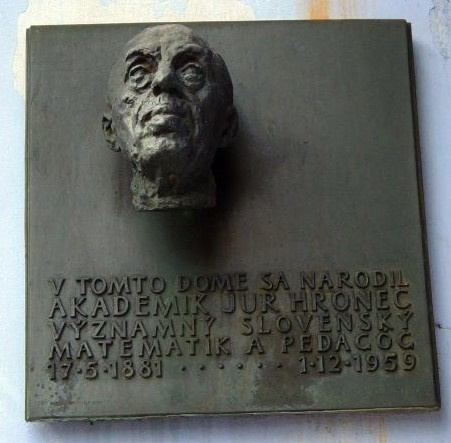 V TOMTO DOME SA NARODIL
AKADEMIK JUR HRONEC
VÝZNAMNÝ SLOVENSKÝ
MATEMATIK A PEDAGÓG
17·5·1881 · · · · · · 1·12·1959